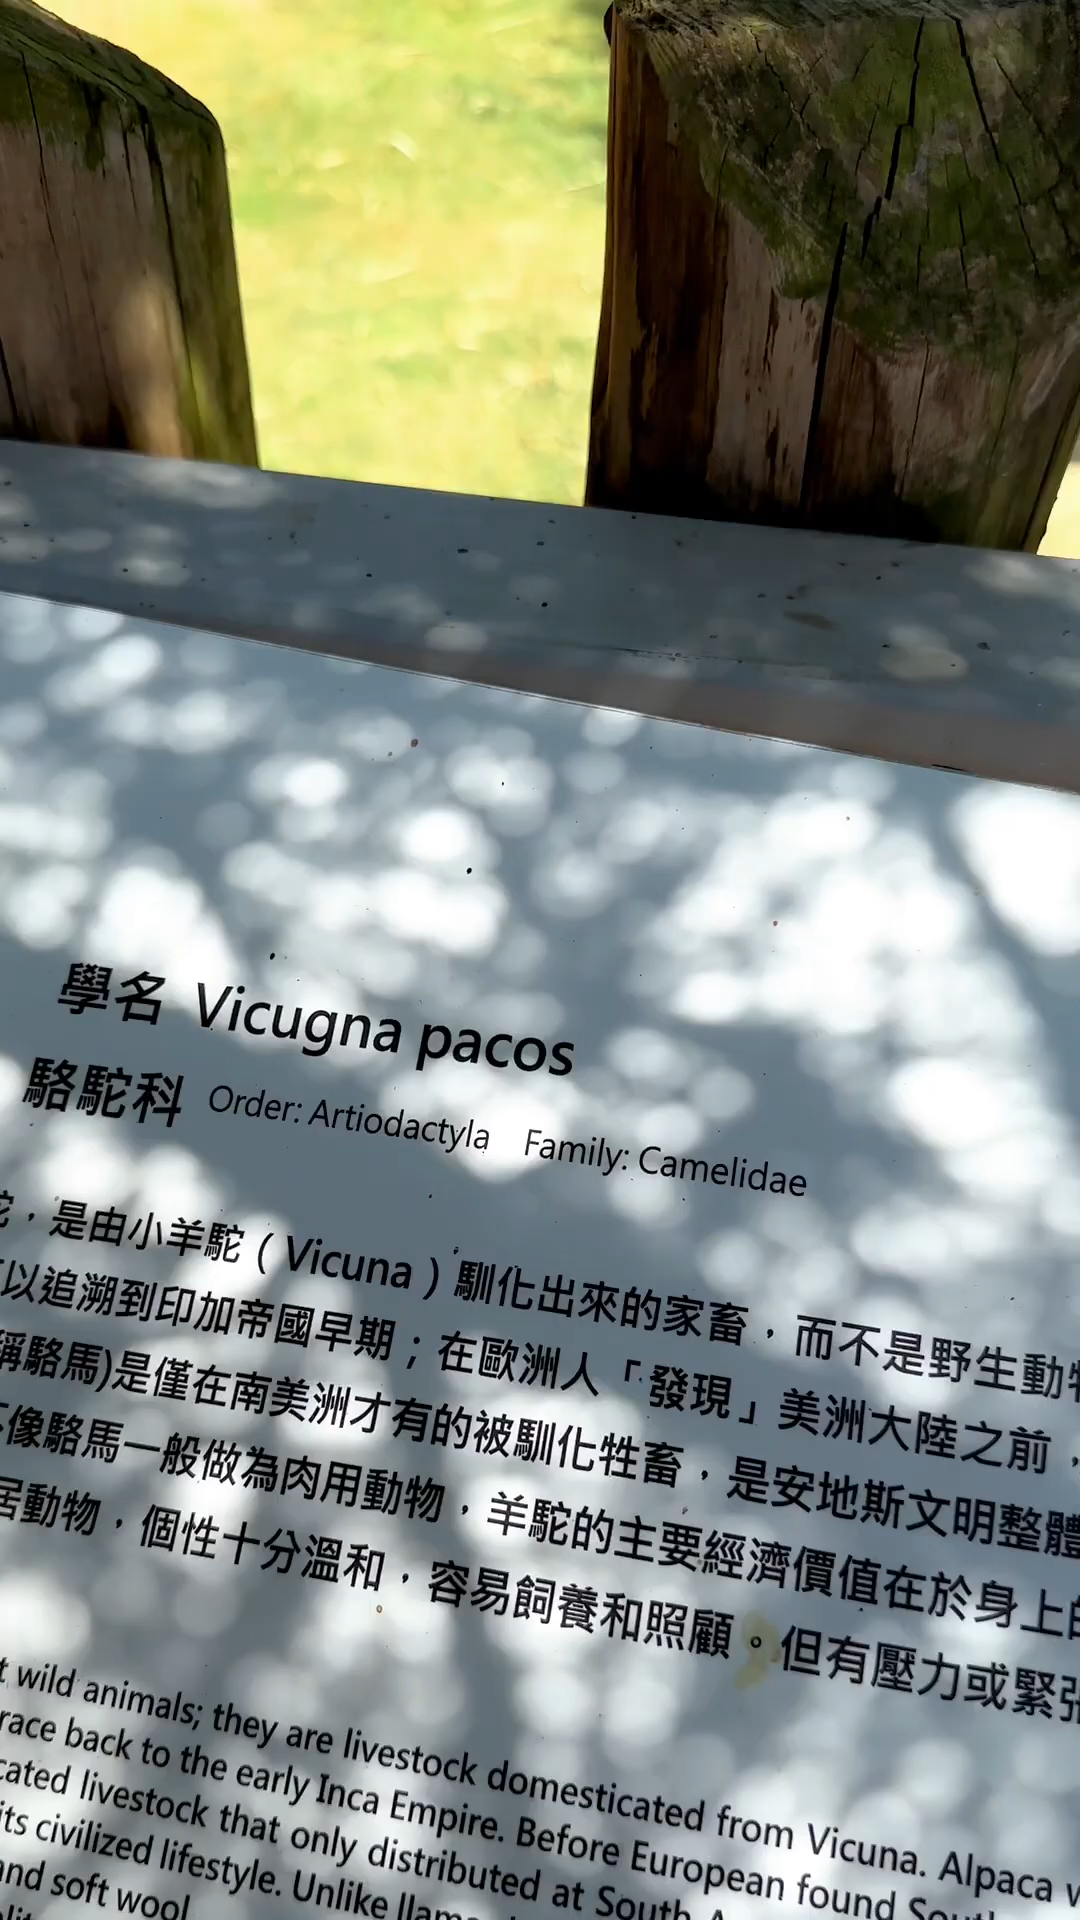 學名 Vicugna pacos
駱駝科 Order: Artiodactyla Family: Camelidae
駝，是由小羊駝（Vicuna）馴化出來的家畜，而不是野生動物
以追溯到印加帝國早期；在歐洲人「發現」美洲大陸之前，
稱駱馬)是僅在南美洲才有的被馴化牲畜，是安地斯文明整體
不像駱馬一般做為肉用動物，羊駝的主要經濟價值在於身上的
居動物，個性十分溫和，容易飼養和照顧。但有壓力或緊張
wild animals; they are livestock domesticated from Vicuna. Alpaca
race back to the early Inca Empire. Before European found
cated livestock that only distributed at South
its civilized lifestyle. Unlike
and soft wool